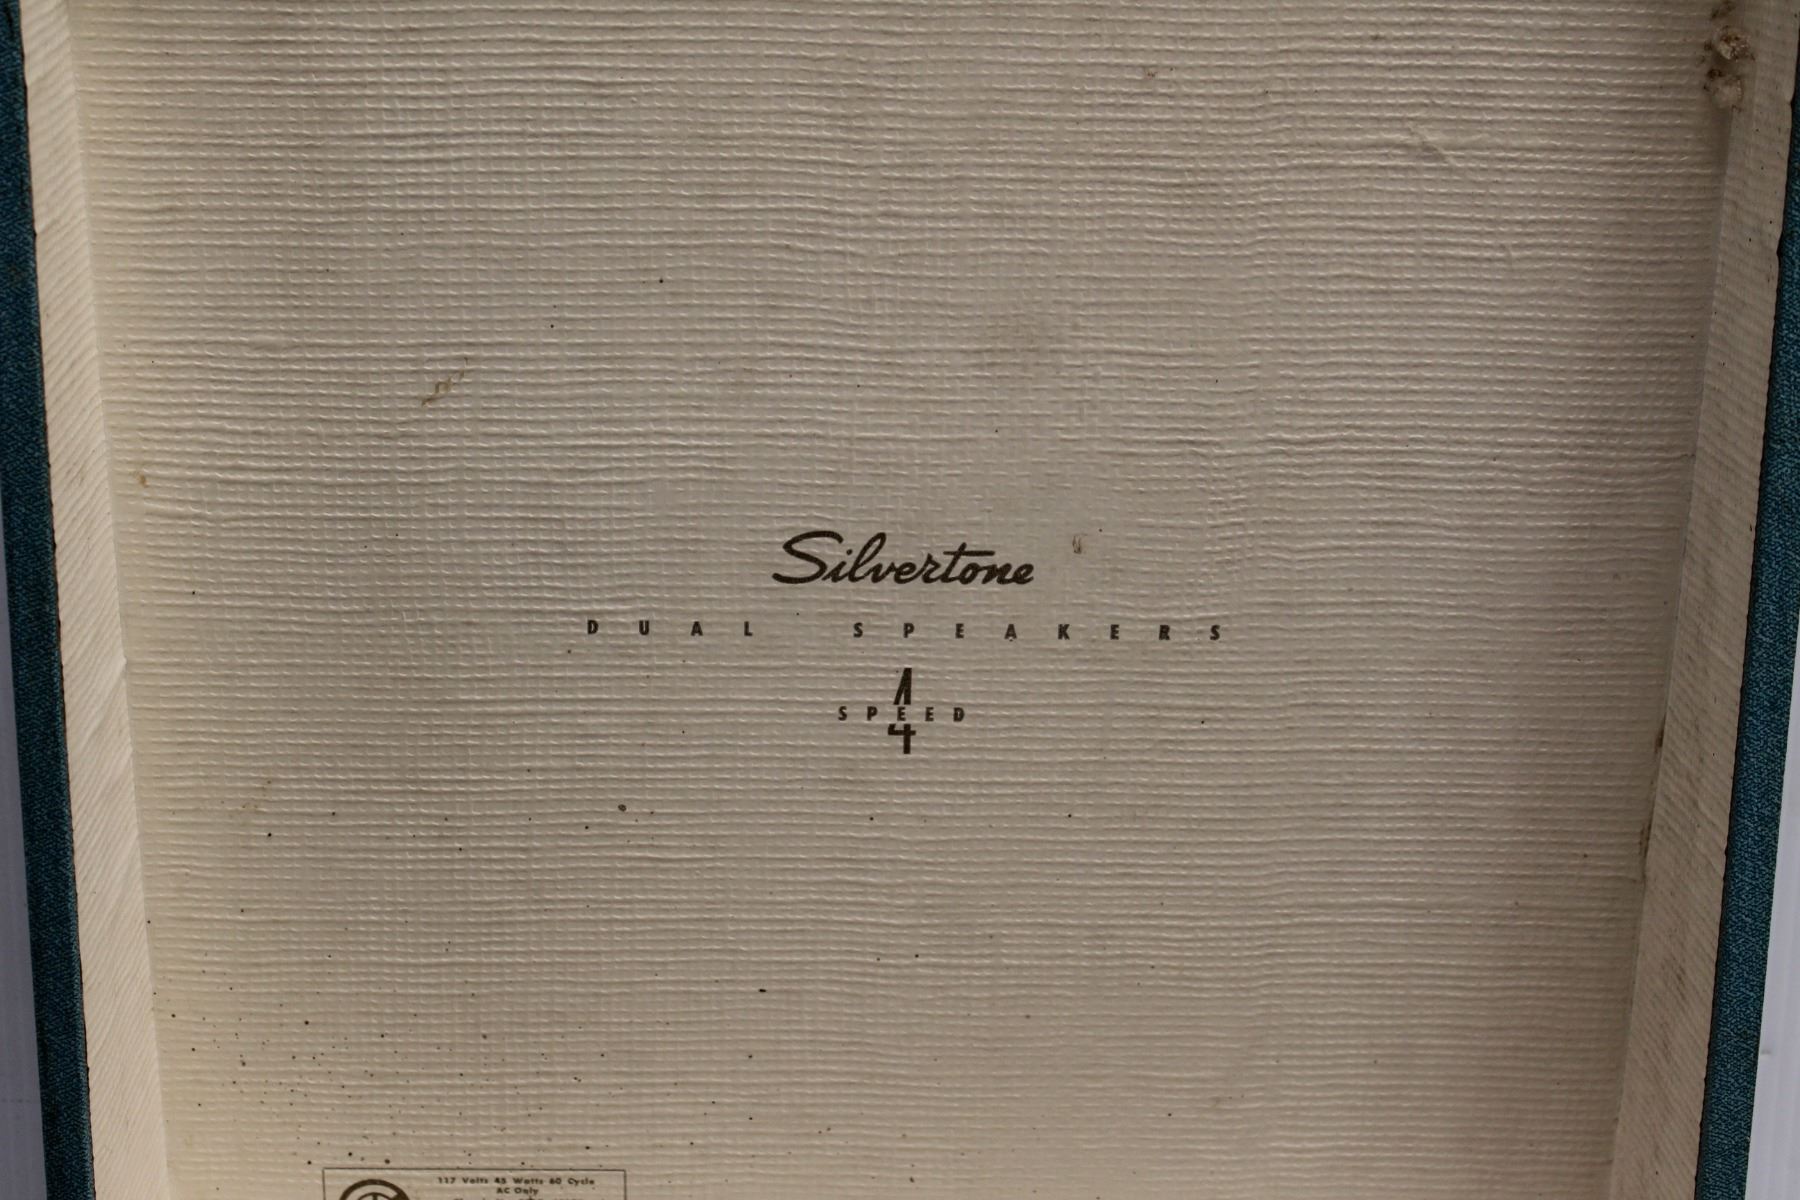 Silvertone
DUAL SPEAKERS
4
SPEED
117 Volts 45 Watts 60 Cycle
AC Only